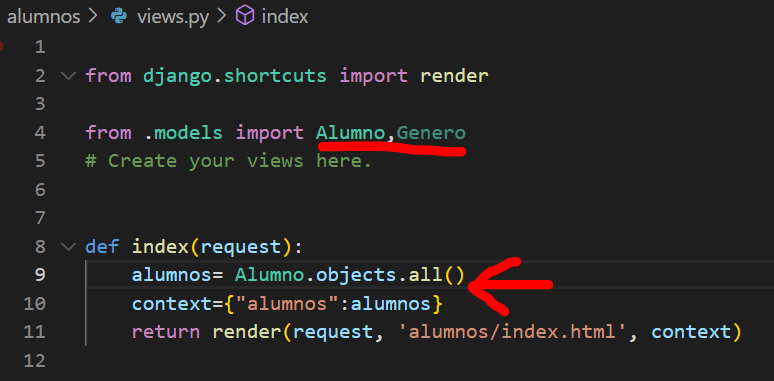 alumnos > views.py > index
1
2 from django.shortcuts import render
3
4 from .models import Alumno,Genero
5 # Create your views here.
6
7
8 def index(request):
9     alumnos= Alumno.objects.all()
10     context={"alumnos":alumnos}
11     return render(request, 'alumnos/index.html', context)
12